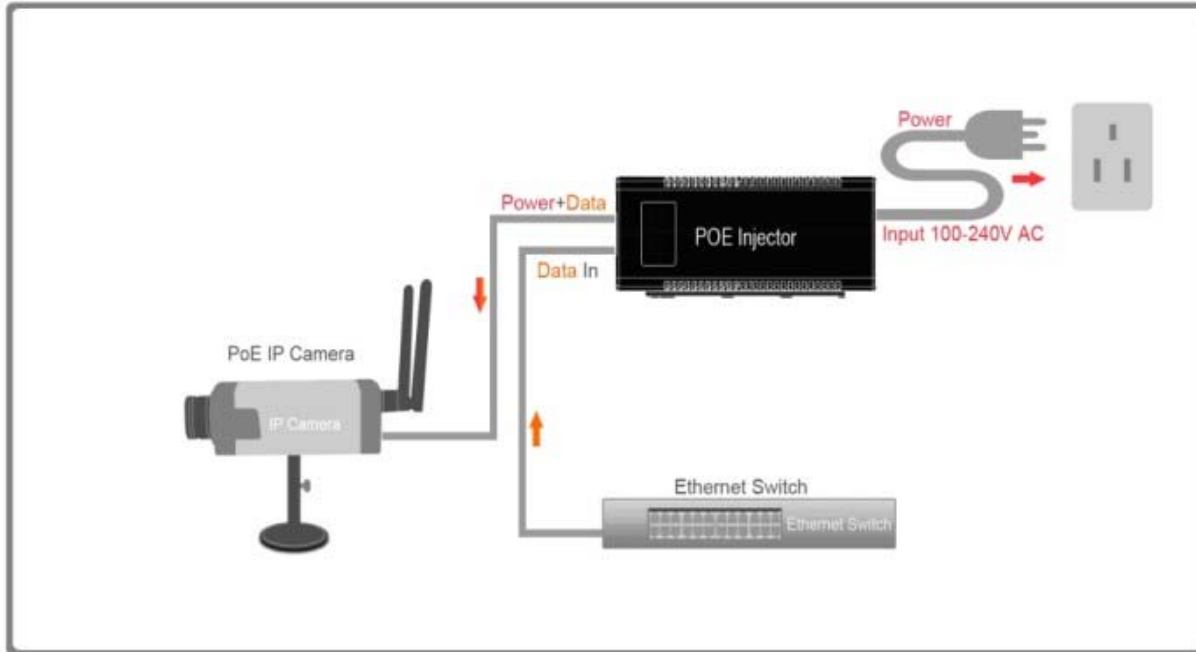 Power
Power+Data
POE Injector
Input 100-240V AC
Data In
PoE IP Camera
IP Camera
Ethernet Switch
Ethernet Switch